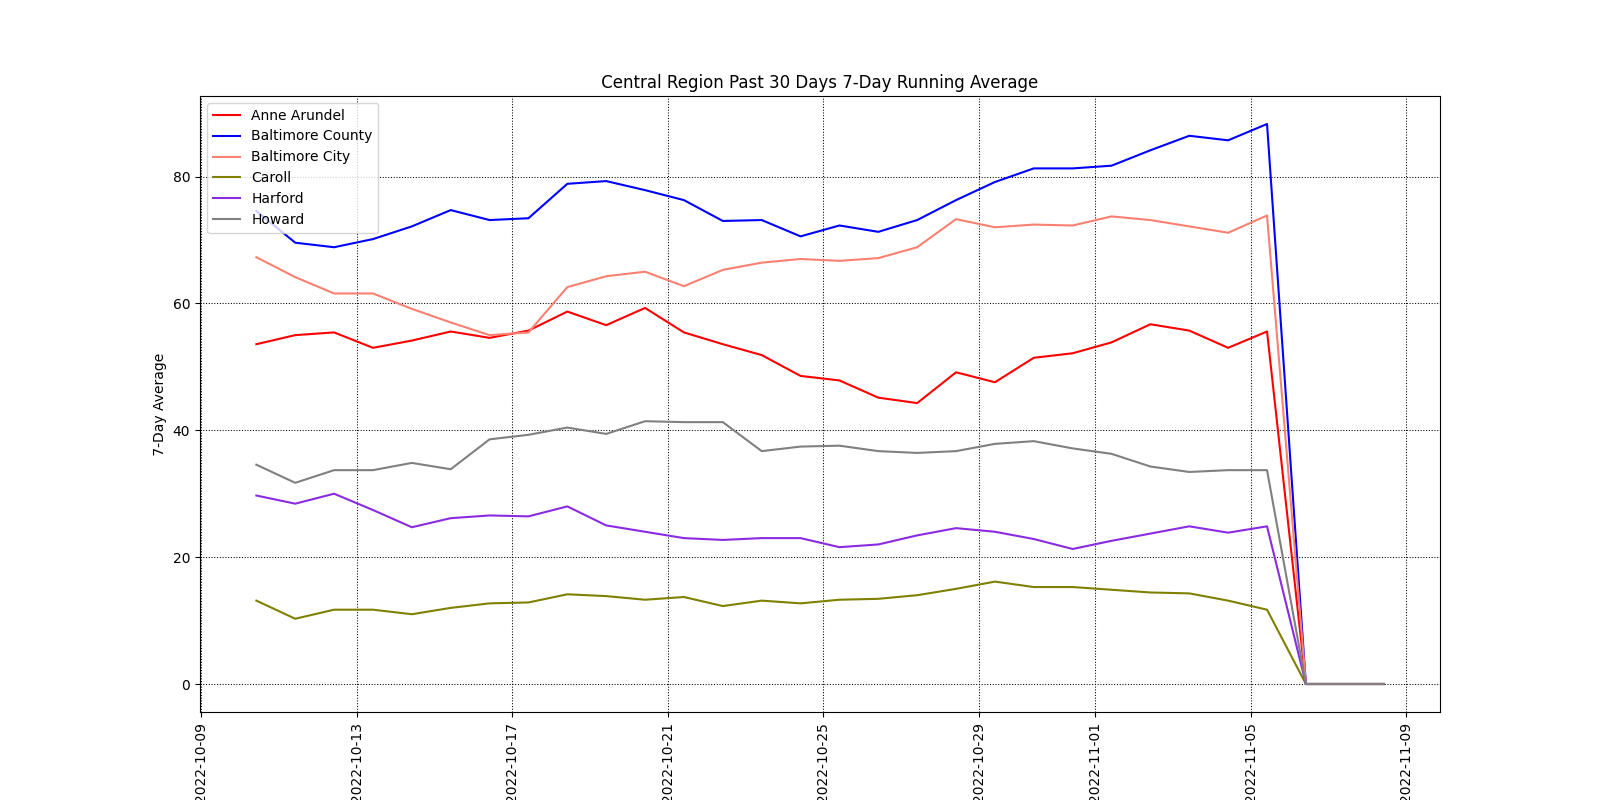 Central Region Past 30 Days 7-Day Running Average
Anne Arundel
Baltimore County
Baltimore City
Caroll
Harford
Howard
7-Day Average
80
60
40
20
0
2022-10-09
2022-10-13
2022-10-17
2022-10-21
2022-10-25
2022-10-29
2022-11-01
2022-11-05
2022-11-09